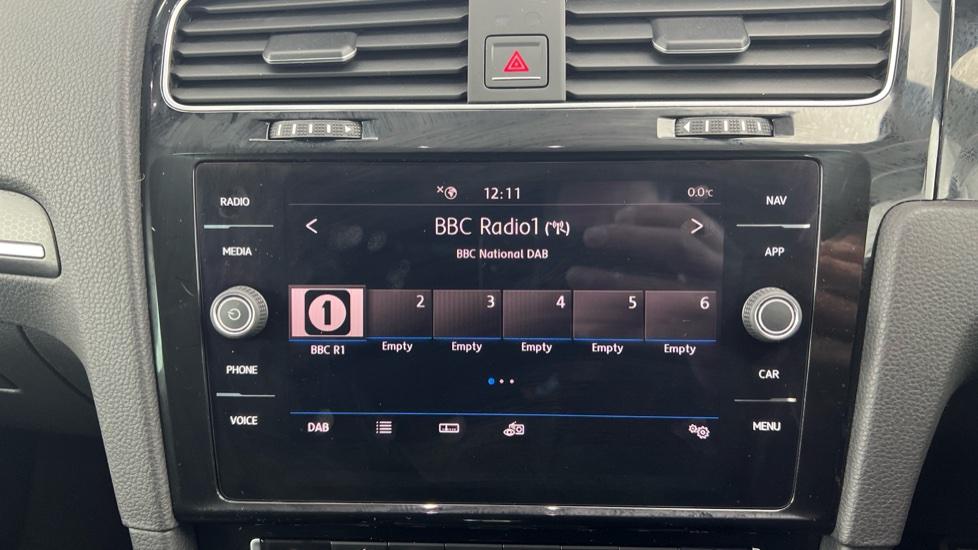 RADIO
MEDIA
PHONE
VOICE
12:11
0.0°C
< BBC Radio1 >
BBC National DAB
1 2 3 4 5 6
BBC R1 Empty Empty Empty Empty Empty
DAB
NAV
APP
CAR
MENU